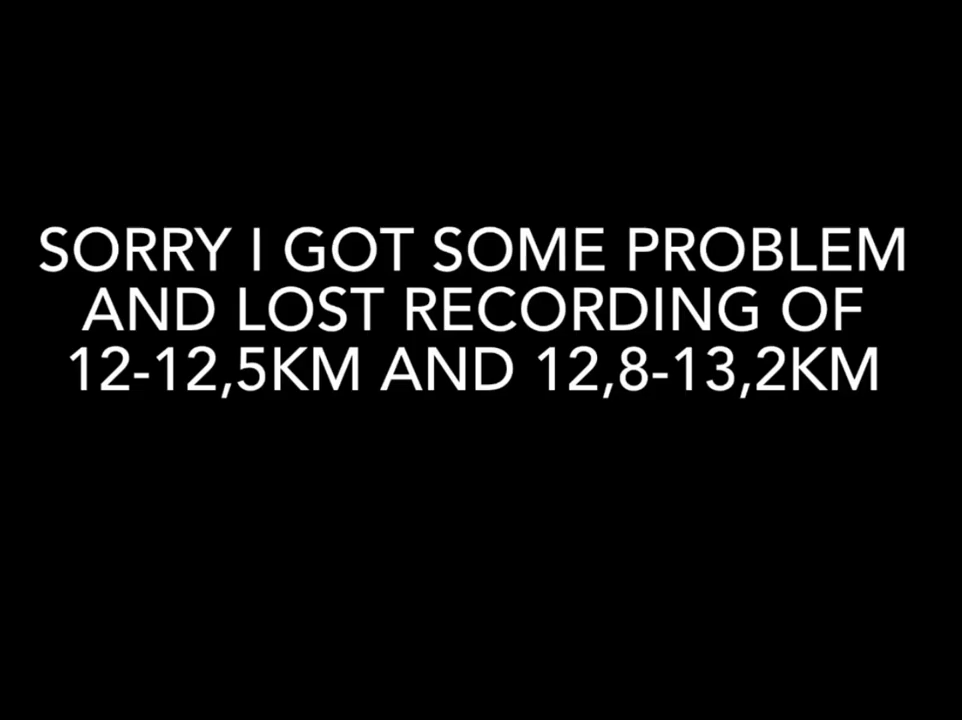 SORRY I GOT SOME PROBLEM
AND LOST RECORDING OF
12-12,5KM AND 12,8-13,2KM